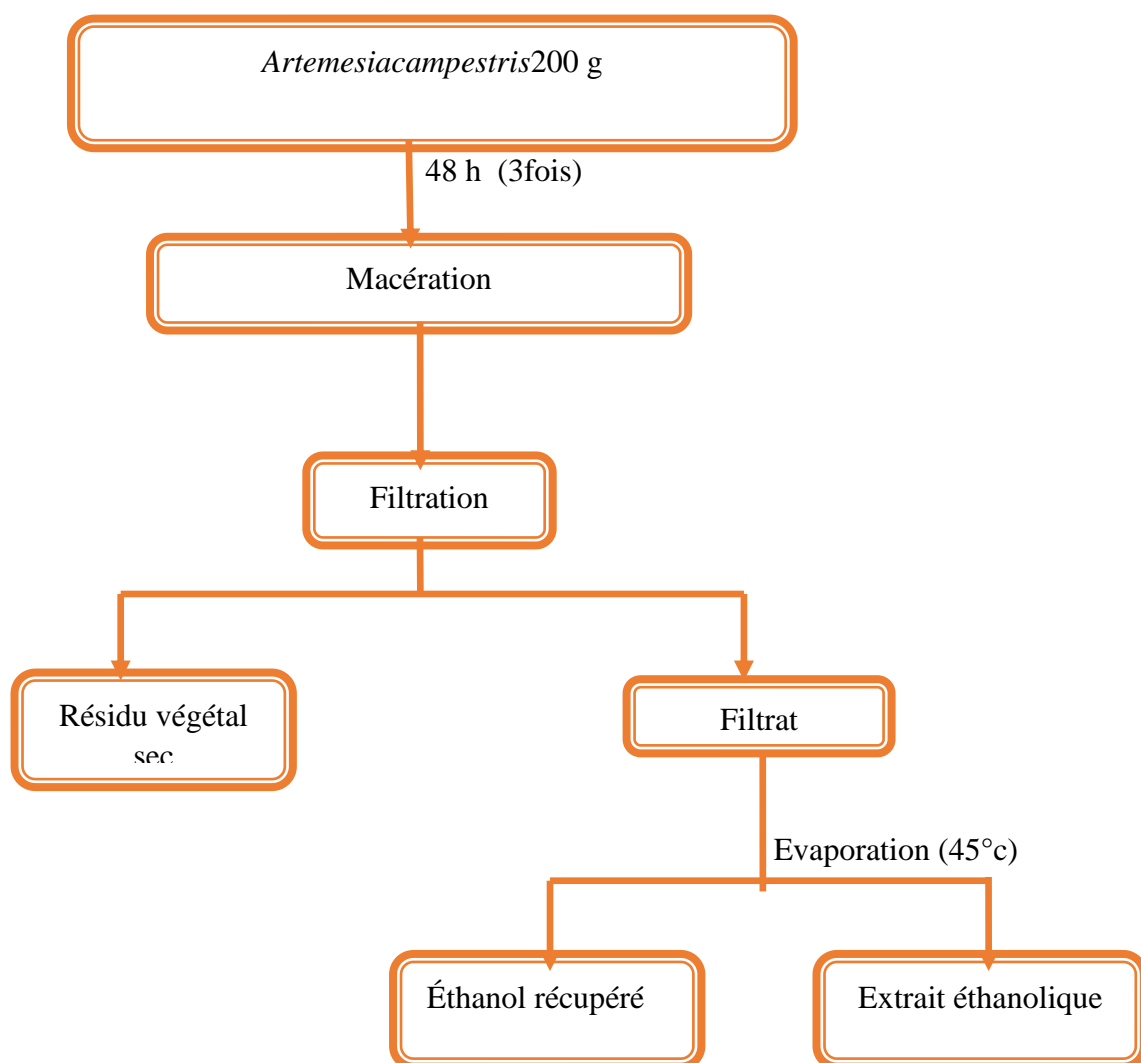 Artemesiacampestris200 g
48 h (3fois)
Macération
Filtration
Résidu végétal
sec
Filtrat
Evaporation (45°c)
Éthanol récupéré
Extrait éthanolique